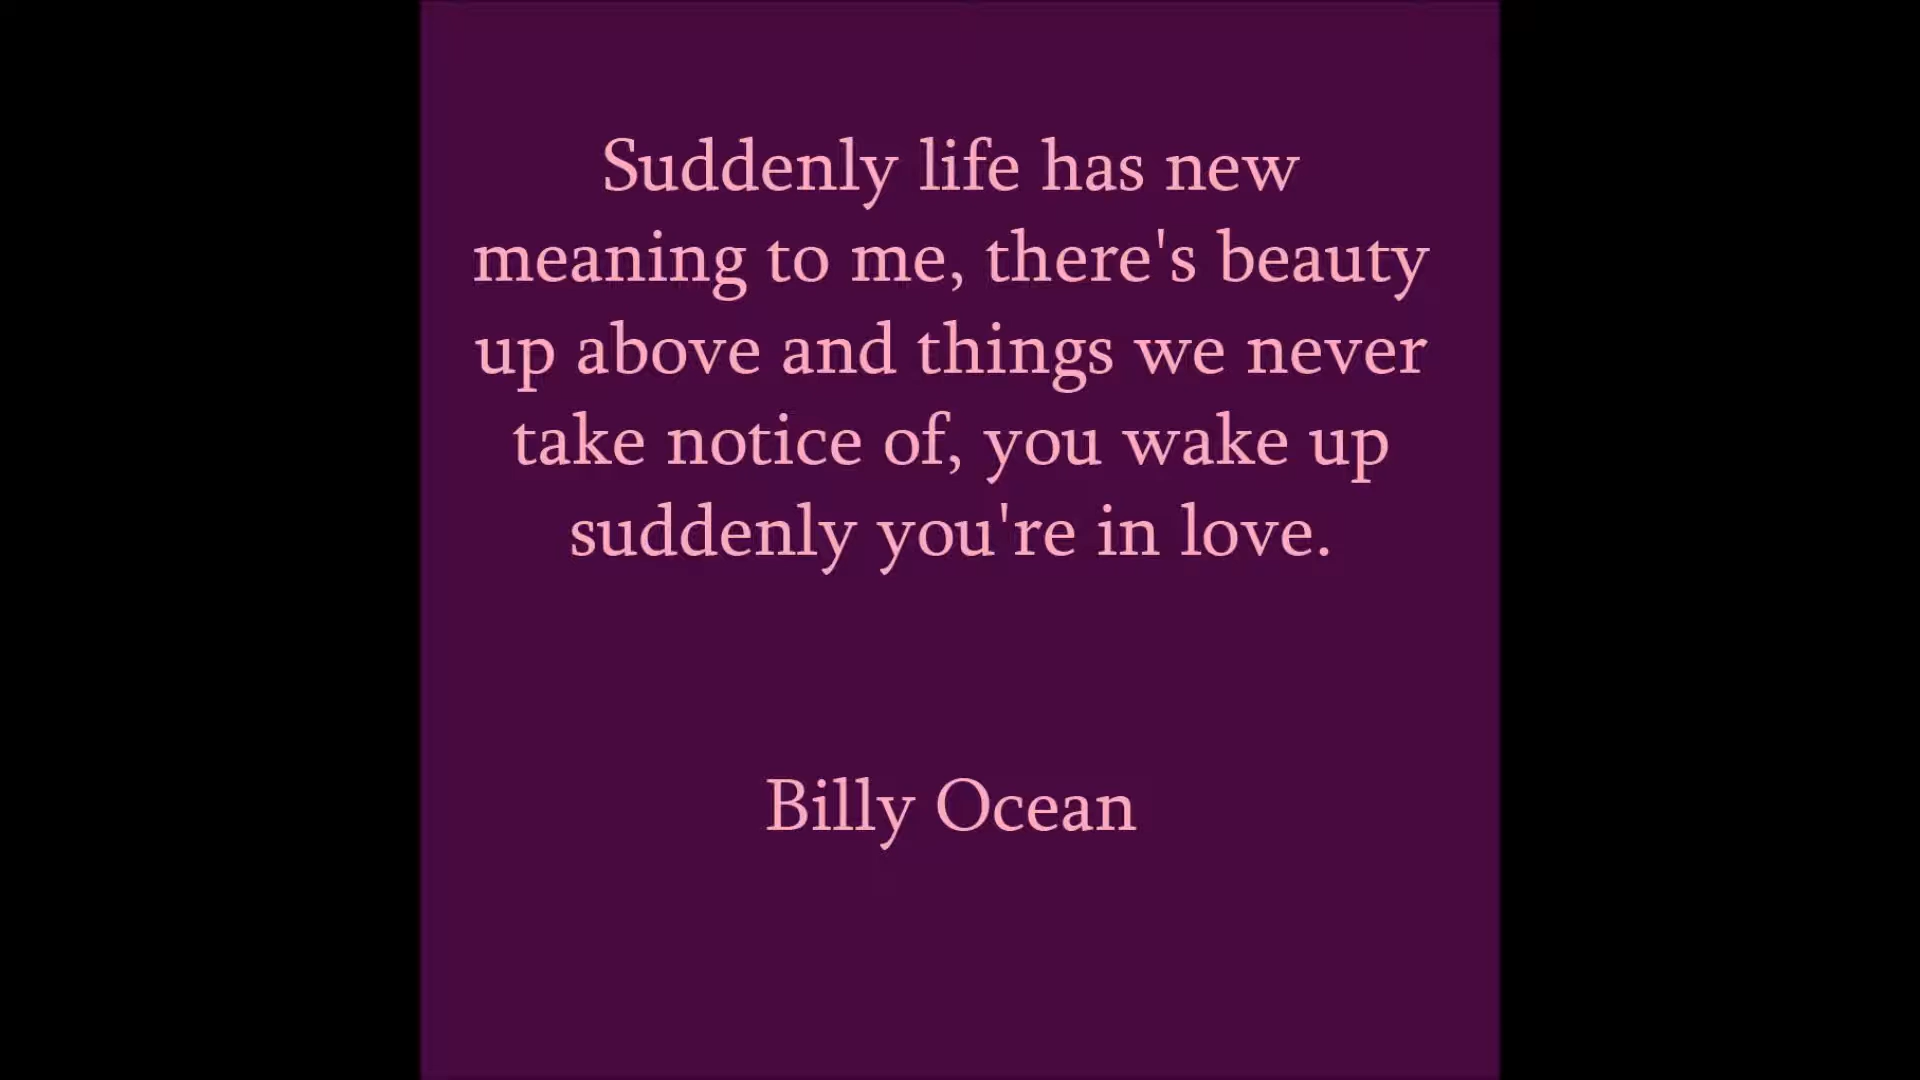 Suddenly life has new
meaning to me, there's beauty
up above and things we never
take notice of, you wake up
suddenly you're in love.
Billy Ocean